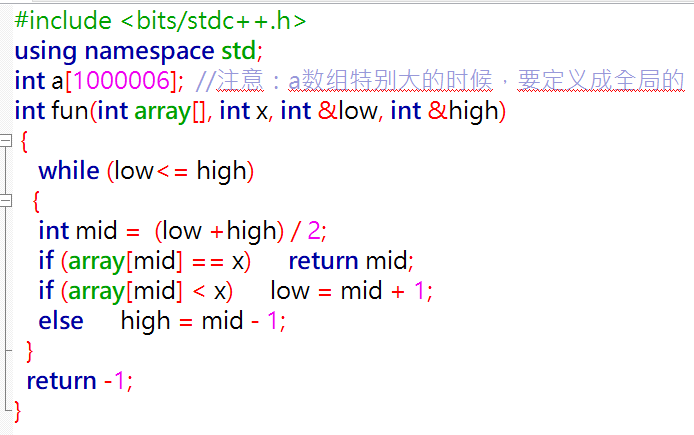 #include <bits/stdc++.h>
using namespace std;
int a[1000006]; //注意：a数组特别大的时候，要定义成全局的
int fun(int array[], int x, int &low, int &high)
{
while (low<= high)
{
int mid = (low +high) / 2;
if (array[mid] == x) return mid;
if (array[mid] < x) low = mid + 1;
else high = mid - 1;
}
return -1;
}